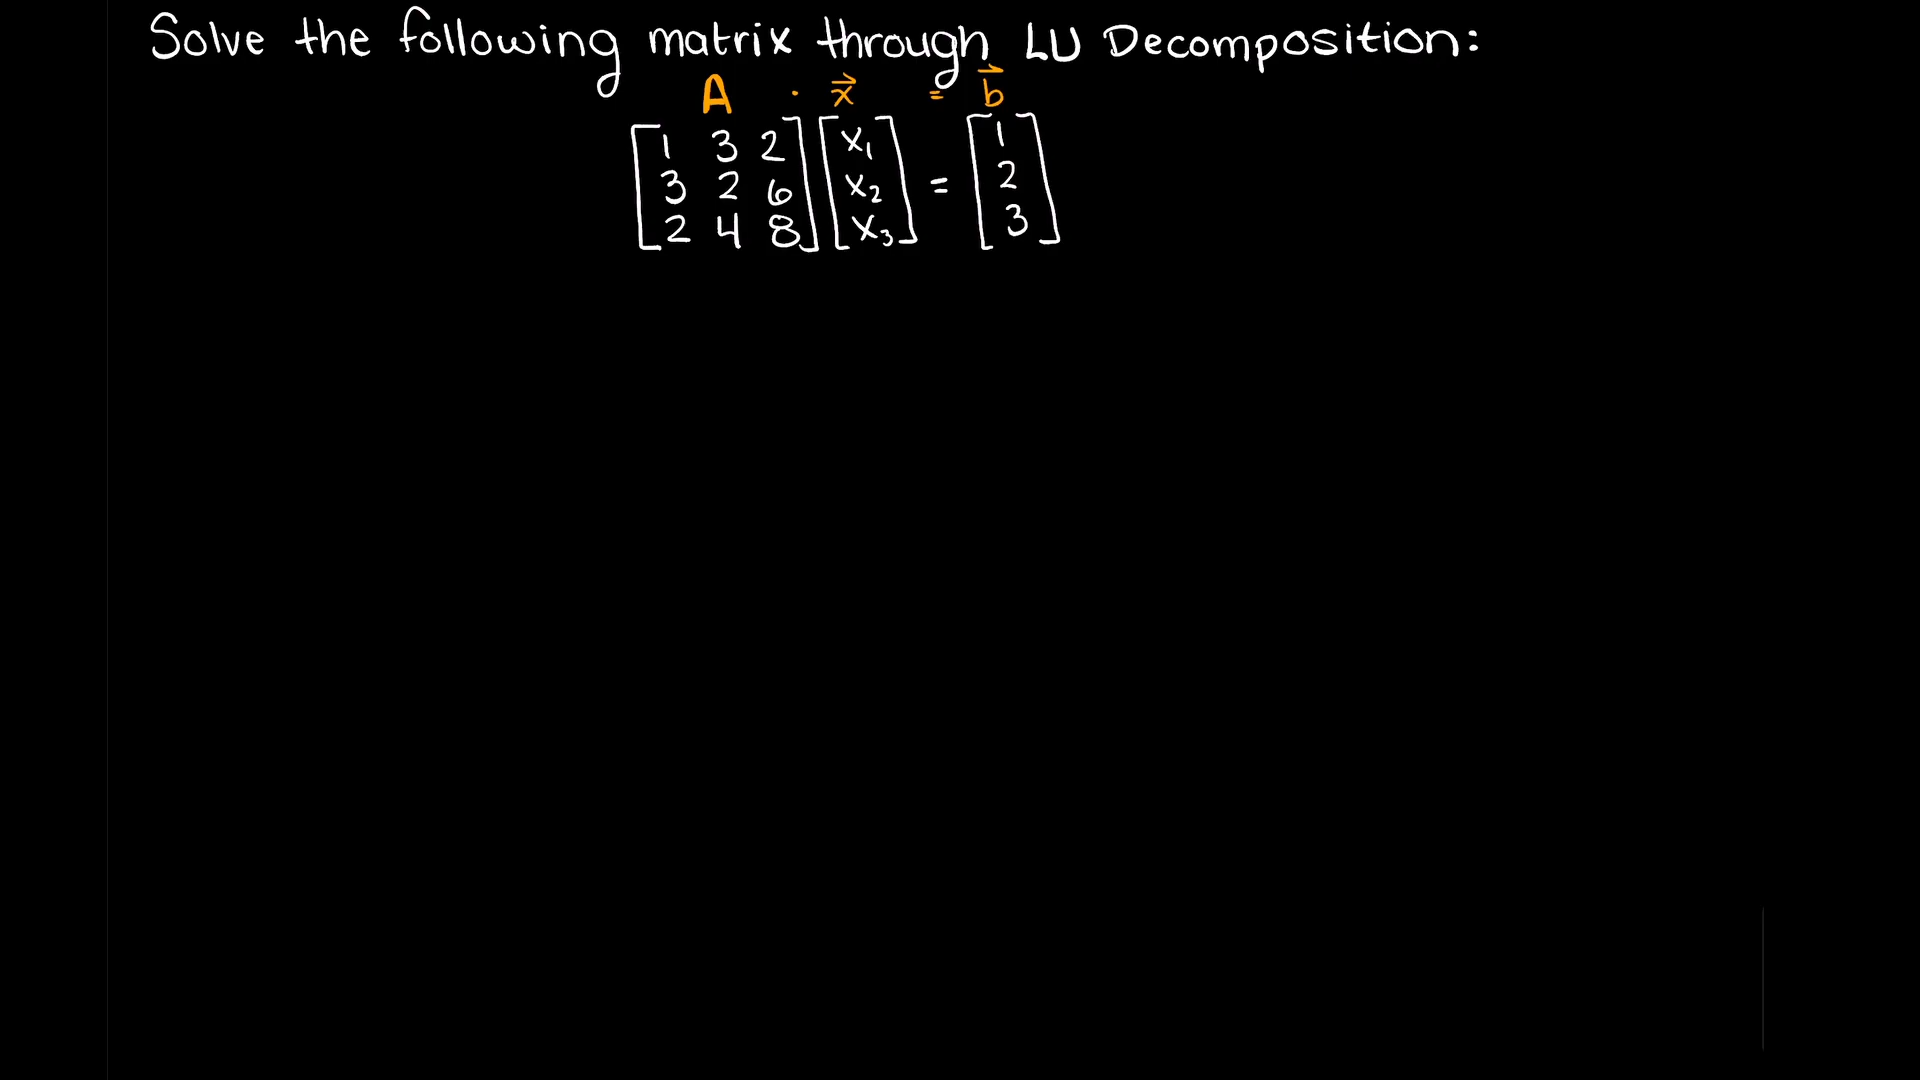 Solve the following matrix through LU Decomposition:
A · x⃗ = b⃗
[1 3 2] [x₁] = [1]
[3 2 6] [x₂] = [2]
[2 4 8] [x₃] = [3]